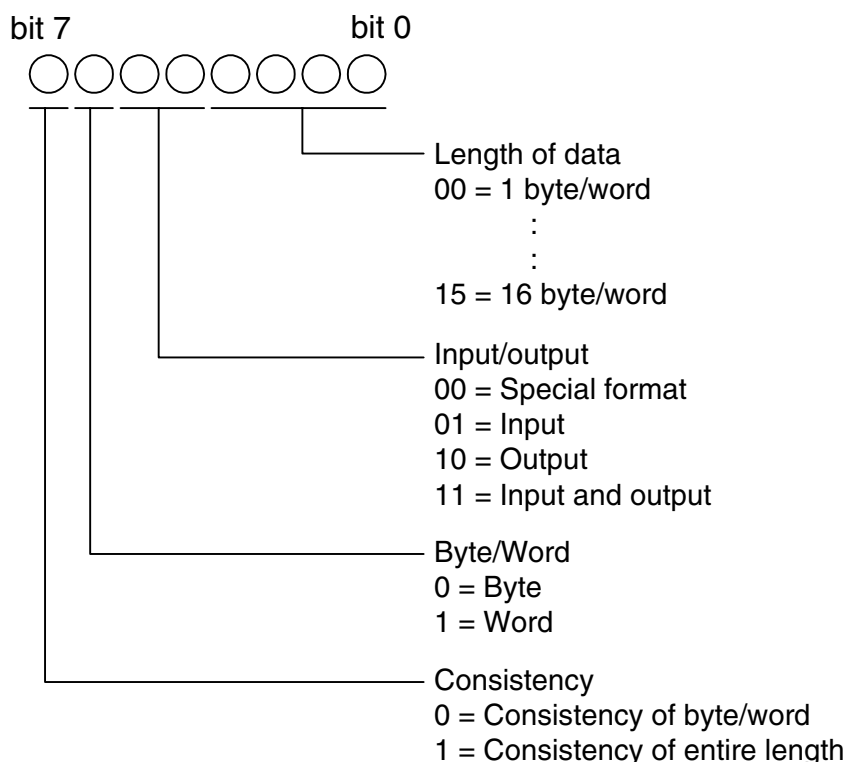 bit 7 bit 0
Length of data
00 = 1 byte/word
:
:
15 = 16 byte/word
Input/output
00 = Special format
01 = Input
10 = Output
11 = Input and output
Byte/Word
0 = Byte
1 = Word
Consistency
0 = Consistency of byte/word
1 = Consistency of entire length